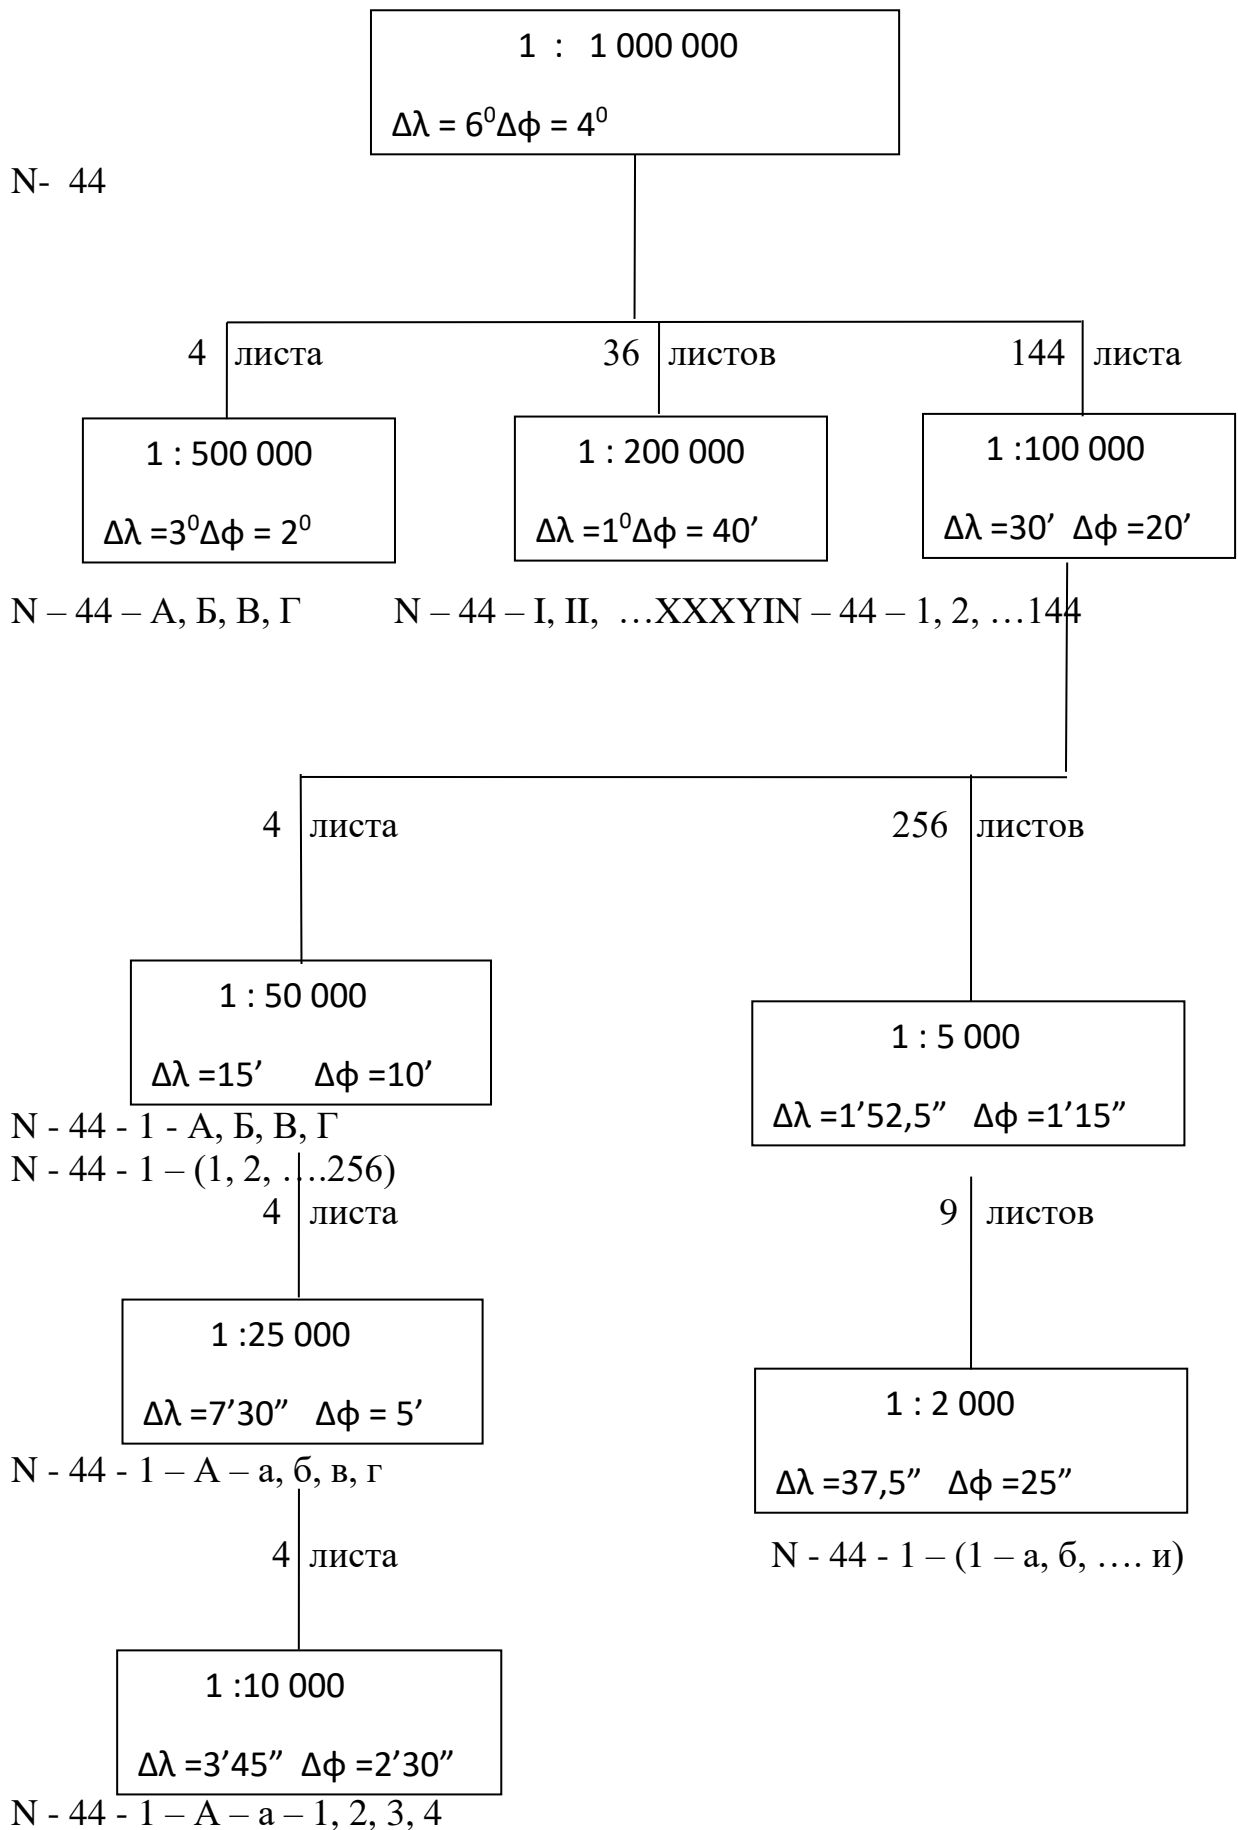 1 : 1 000 000
Δλ = 6⁰Δφ = 4⁰
N- 44
4 листа 36 листов 144 листа
1 : 500 000
Δλ =3⁰Δφ = 2⁰
1 : 200 000
Δλ =1⁰Δφ = 40’
1 :100 000
Δλ =30’ Δφ =20’
N – 44 – А, Б, В, Г N – 44 – I, II, …XXXYIN – 44 – 1, 2, …144
4 листа 256 листов
1 : 50 000
Δλ =15’ Δφ =10’
1 : 5 000
Δλ =1’52,5” Δφ =1’15”
N - 44 - 1 - А, Б, В, Г
N - 44 - 1 – (1, 2, ….256)
4 листа 9 листов
1 :25 000
Δλ =7’30” Δφ = 5’
1 : 2 000
Δλ =37,5” Δφ =25”
N - 44 - 1 – А – а, б, в, г
4 листа N - 44 - 1 – (1 – а, б, …. и)
1 :10 000
Δλ =3’45” Δφ =2’30”
N - 44 - 1 – А – а – 1, 2, 3, 4